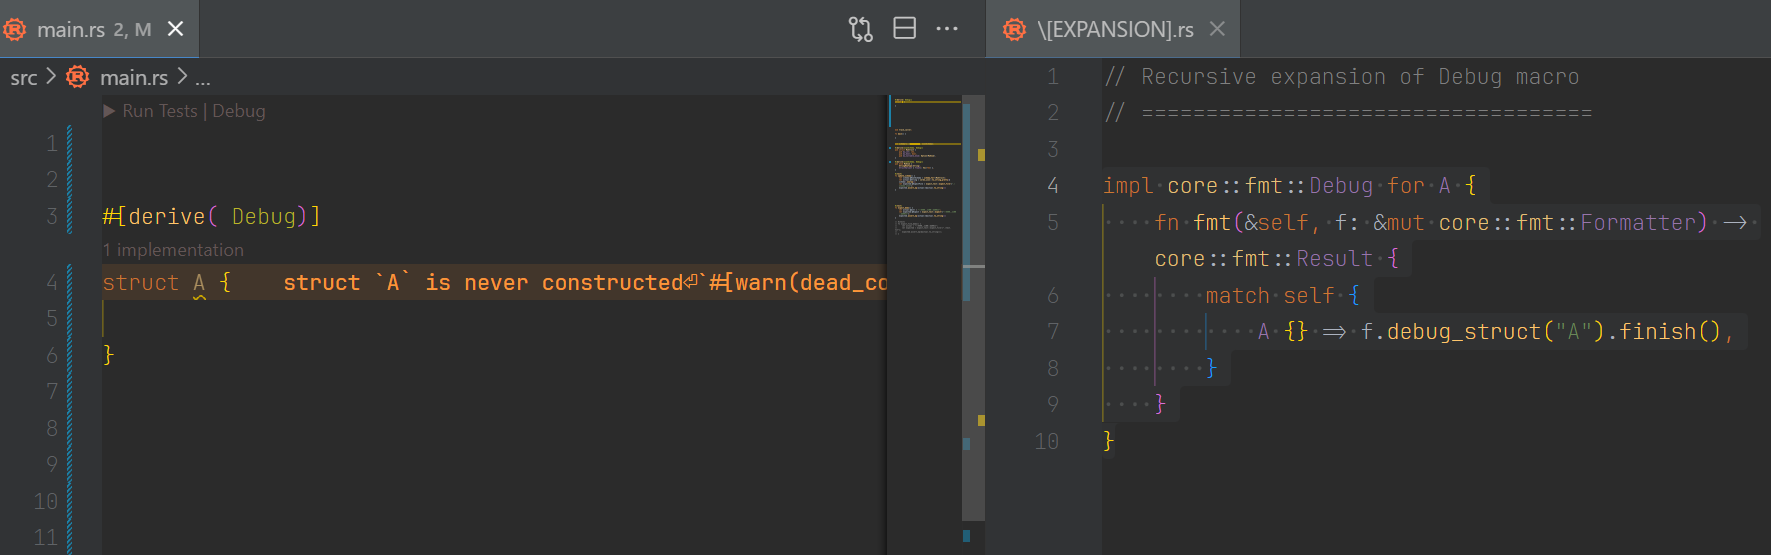 main.rs 2, M
src > main.rs > ...
Run Tests | Debug
1
2
3 #[derive( Debug)]
1 implementation
4 struct A { struct `A` is never constructed⏎`#[warn(dead_co
5
6 }
7
8
9
10
11
\[EXPANSION].rs
1 // Recursive expansion of Debug macro
2 // ===================================
3
4 impl core::fmt::Debug for A {
5 fn fmt(&self, f: &mut core::fmt::Formatter) ->
core::fmt::Result {
6 match self {
7 A {} => f.debug_struct("A").finish(),
8 }
9 }
10 }